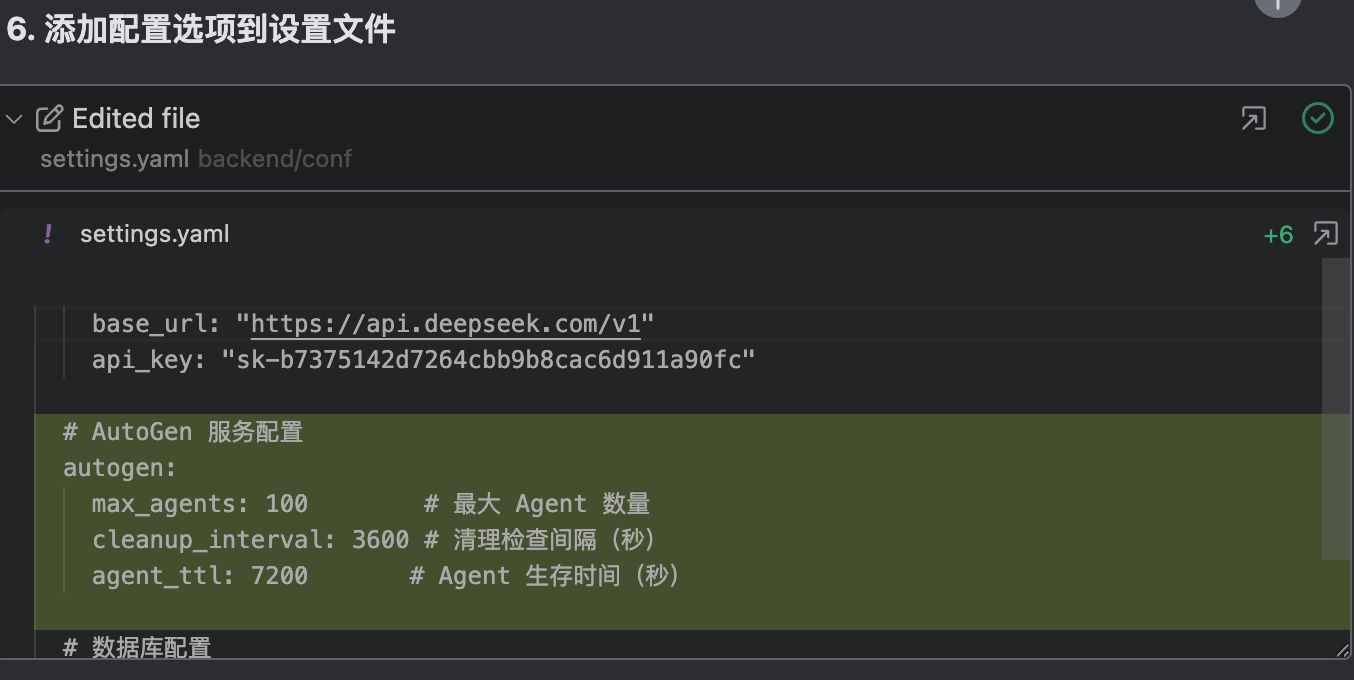 6. 添加配置选项到设置文件
Edited file
settings.yaml backend/conf
! settings.yaml +6
base_url: "https://api.deepseek.com/v1"
api_key: "sk-b7375142d7264cbb9b8cac6d911a90fc"
# AutoGen 服务配置
autogen:
max_agents: 100 # 最大 Agent 数量
cleanup_interval: 3600 # 清理检查间隔（秒）
agent_ttl: 7200 # Agent 生存时间（秒）
# 数据库配置